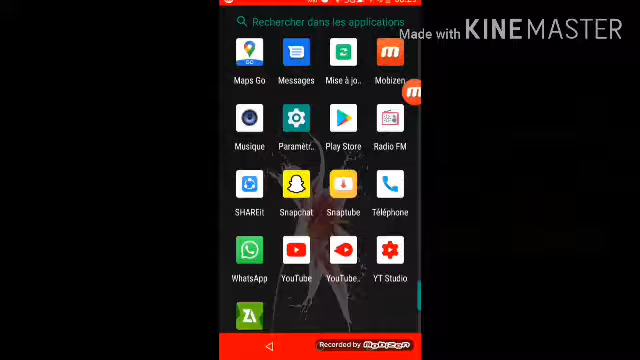 Rechercher dans les applications
Made with KINEMASTER
Maps Go Messages Mise à jo.. Mobizen
Musique Paramètr.. Play Store Radio FM
SHAREit Snapchat Snaptube Téléphone
WhatsApp YouTube YouTube.. YT Studio
Recorded by MOBIZEN